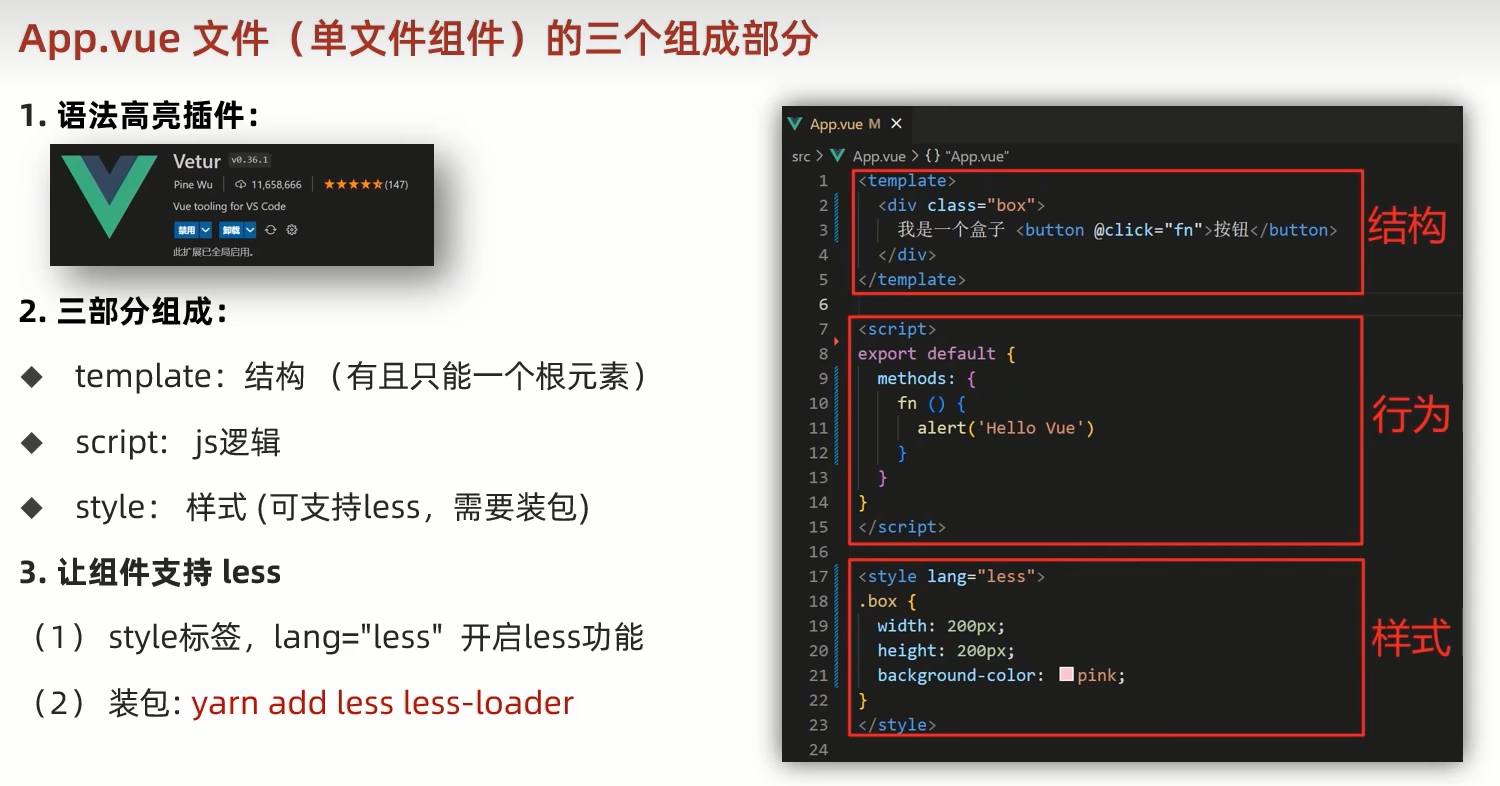 App.vue 文件（单文件组件）的三个组成部分
1. 语法高亮插件：
Vetur v0.36.1
Pine Wu 11,658,666 (147)
Vue tooling for VS Code
禁用 卸载
此扩展已全局启用。
2. 三部分组成：
template：结构 （有且只能一个根元素）
script： js逻辑
style： 样式 (可支持less，需要装包)
3. 让组件支持 less
（1） style标签，lang="less" 开启less功能
（2） 装包: yarn add less less-loader
App.vue M ×
src > App.vue > {} "App.vue"
1 <template>
2 <div class="box">
3 我是一个盒子 <button @click="fn">按钮</button>
4 </div>
5 </template>
结构
6
7 <script>
8 export default {
9 methods: {
10 fn () {
11 alert('Hello Vue')
12 }
13 }
14 }
15 </script>
行为
16
17 <style lang="less">
18 .box {
19 width: 200px;
20 height: 200px;
21 background-color: pink;
22 }
23 </style>
样式
24